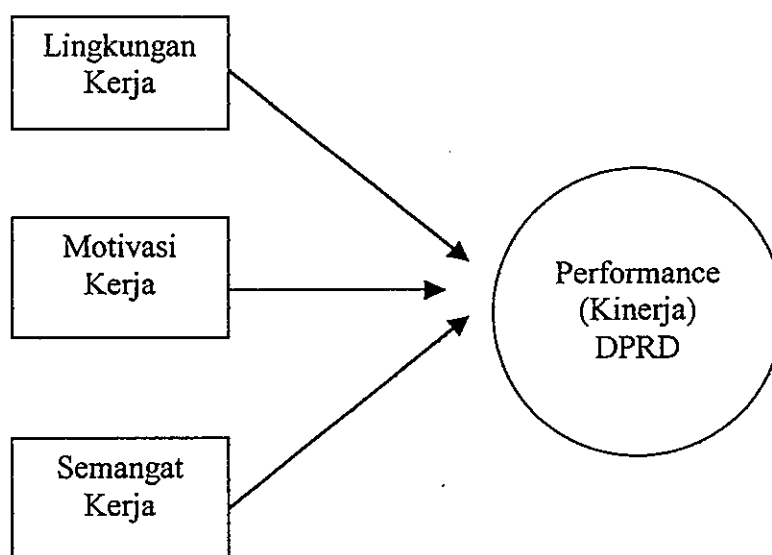 Lingkungan
Kerja
Motivasi
Kerja
Performance
(Kinerja)
DPRD
Semangat
Kerja